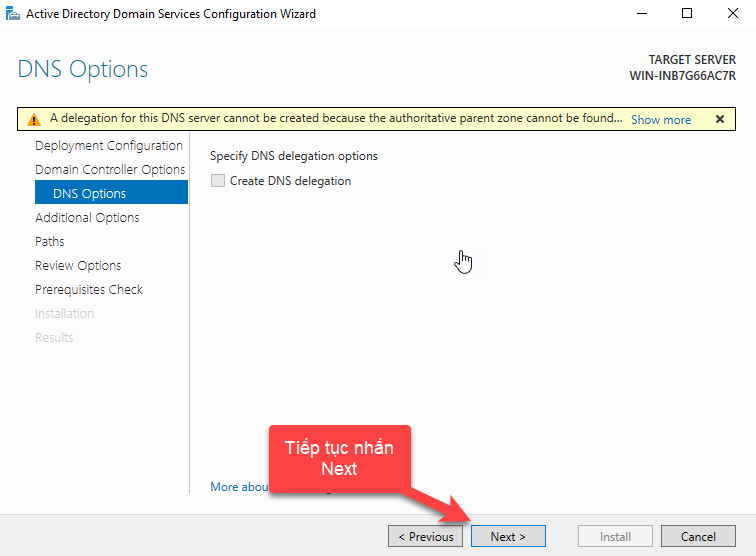 Active Directory Domain Services Configuration Wizard
DNS Options
TARGET SERVER
WIN-INB7G66AC7R
A delegation for this DNS server cannot be created because the authoritative parent zone cannot be found... Show more
Deployment Configuration
Domain Controller Options
DNS Options
Additional Options
Paths
Review Options
Prerequisites Check
Installation
Results
Specify DNS delegation options
Create DNS delegation
Tiếp tục nhấn
Next
More
< Previous
Next >
Install
Cancel